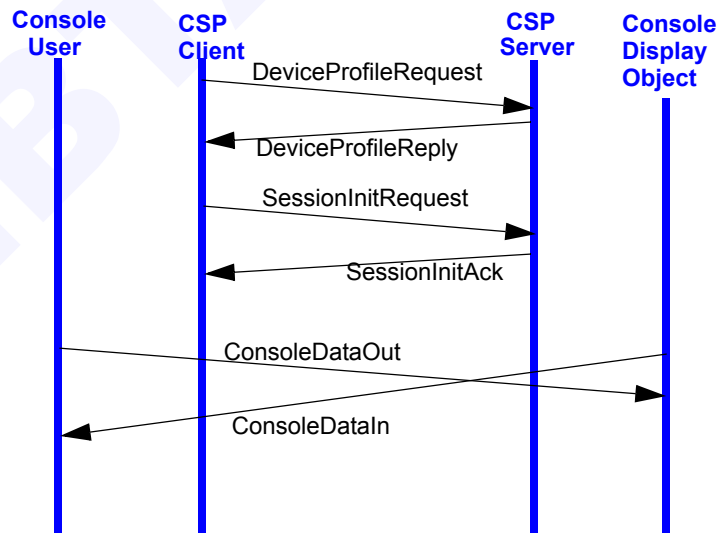 Console
User
CSP
Client
CSP
Server
Console
Display
Object
DeviceProfileRequest
DeviceProfileReply
SessionInitRequest
SessionInitAck
ConsoleDataOut
ConsoleDataIn